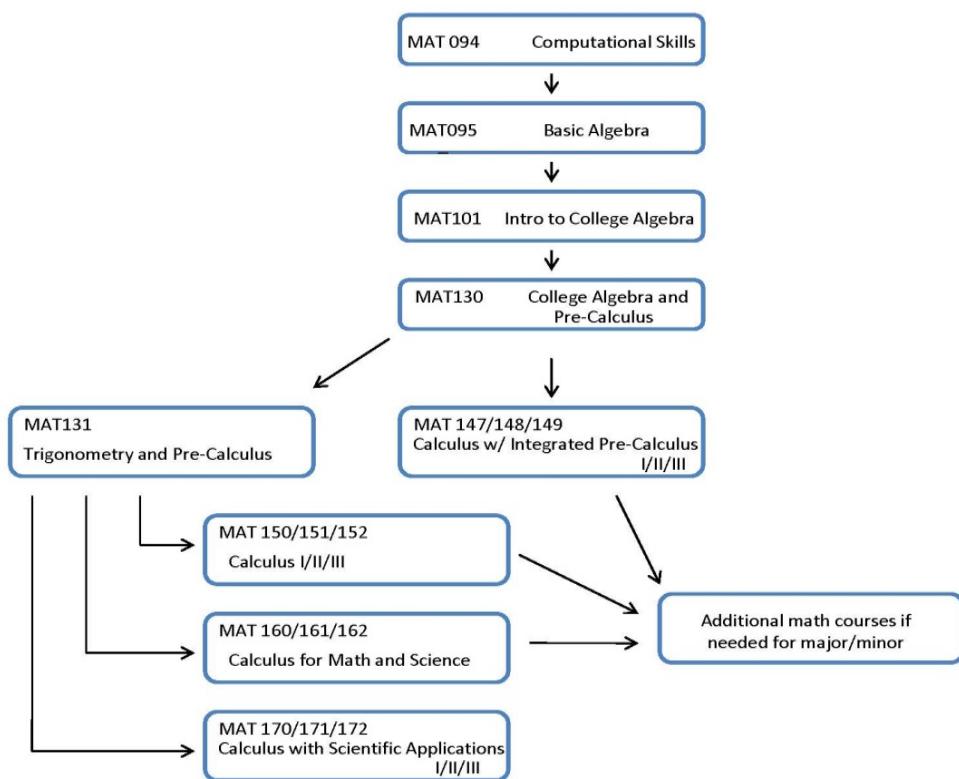 MAT 094 Computational Skills
MAT095 Basic Algebra
MAT101 Intro to College Algebra
MAT130 College Algebra and
Pre-Calculus
MAT131
Trigonometry and Pre-Calculus
MAT 147/148/149
Calculus w/ Integrated Pre-Calculus
I/II/III
MAT 150/151/152
Calculus I/II/III
MAT 160/161/162
Calculus for Math and Science
MAT 170/171/172
Calculus with Scientific Applications
I/II/III
Additional math courses if
needed for major/minor